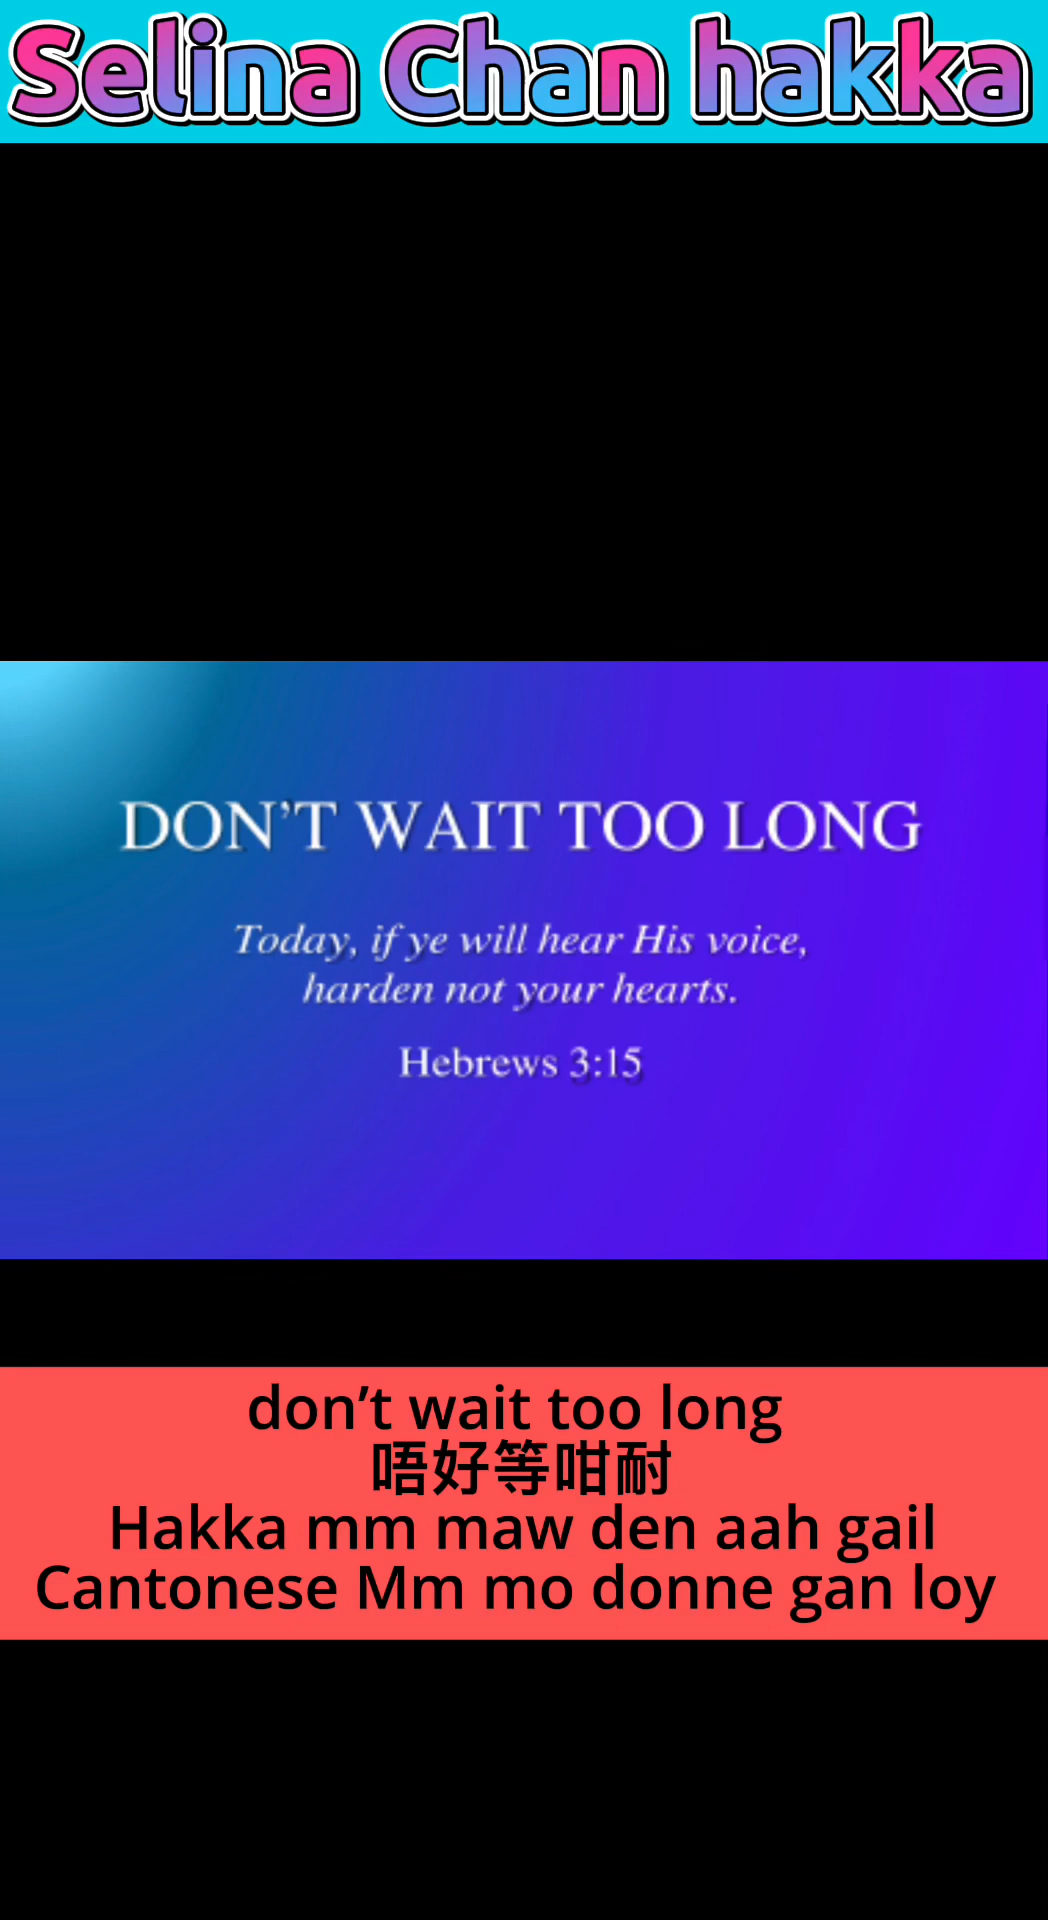 Selina Chan hakka
DON'T WAIT TOO LONG
Today, if ye will hear His voice,
harden not your hearts.
Hebrews 3:15
don’t wait too long
唔好等咁耐
Hakka mm maw den aah gail
Cantonese Mm mo donne gan loy